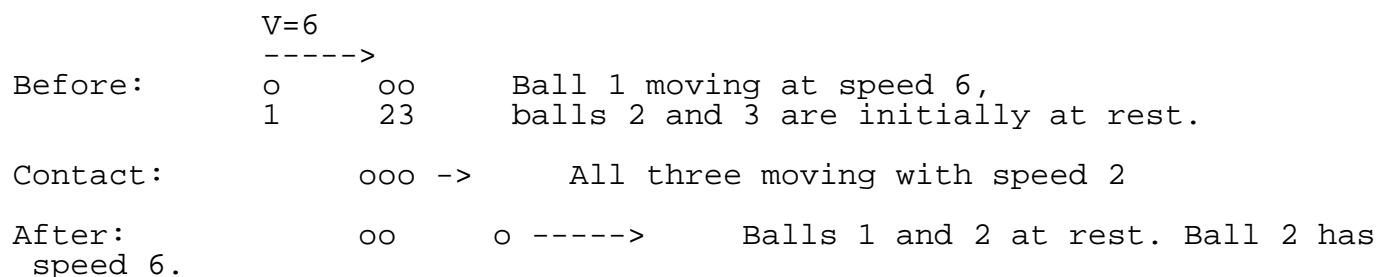 V=6
----->
Before: o oo Ball 1 moving at speed 6,
1 23 balls 2 and 3 are initially at rest.
Contact: ooo -> All three moving with speed 2
After: oo o -----> Balls 1 and 2 at rest. Ball 2 has
speed 6.